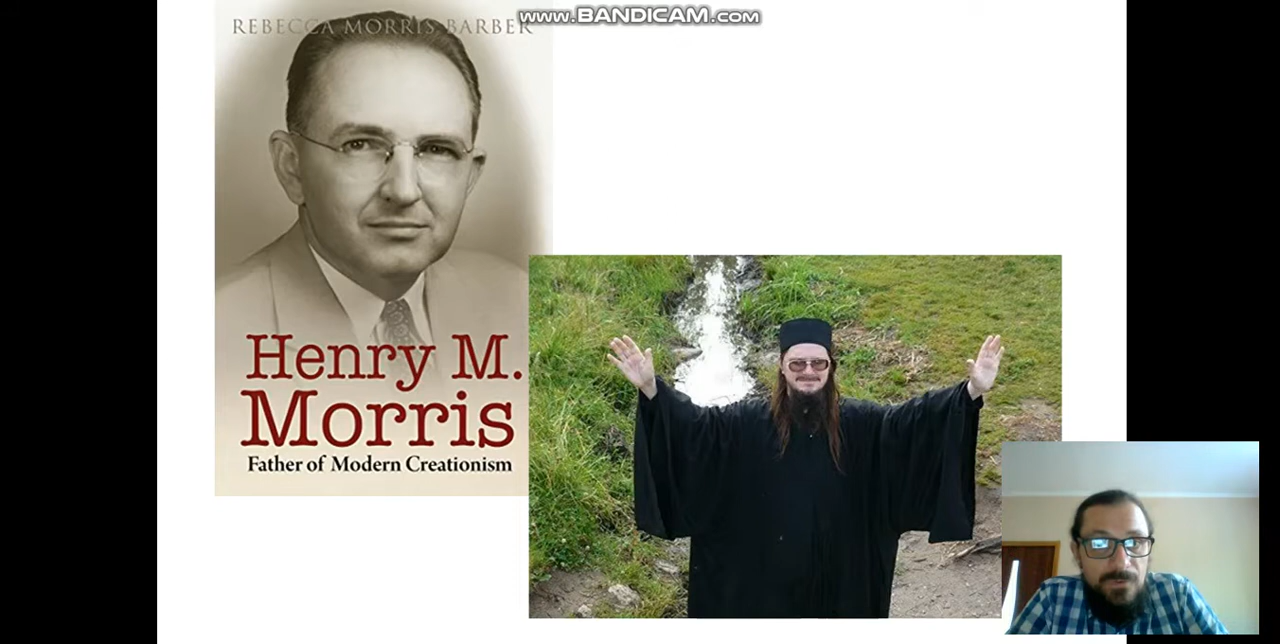 www.BANDICAM.com
REBECCA MORRIS BARBER
Henry M.
Morris
Father of Modern Creationism